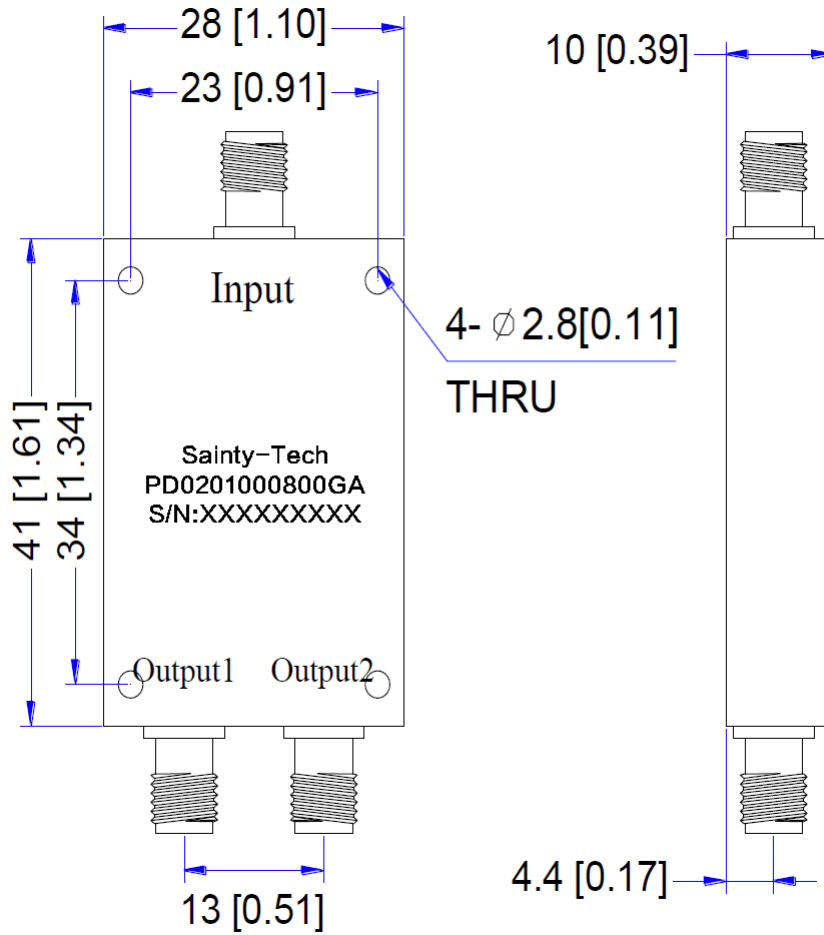 28 [1.10]
10 [0.39]
23 [0.91]
Input
4- ∅ 2.8[0.11]
THRU
41 [1.61]
34 [1.34]
Sainty-Tech
PD0201000800GA
S/N:XXXXXXXXX
Output1 Output2
4.4 [0.17]
13 [0.51]